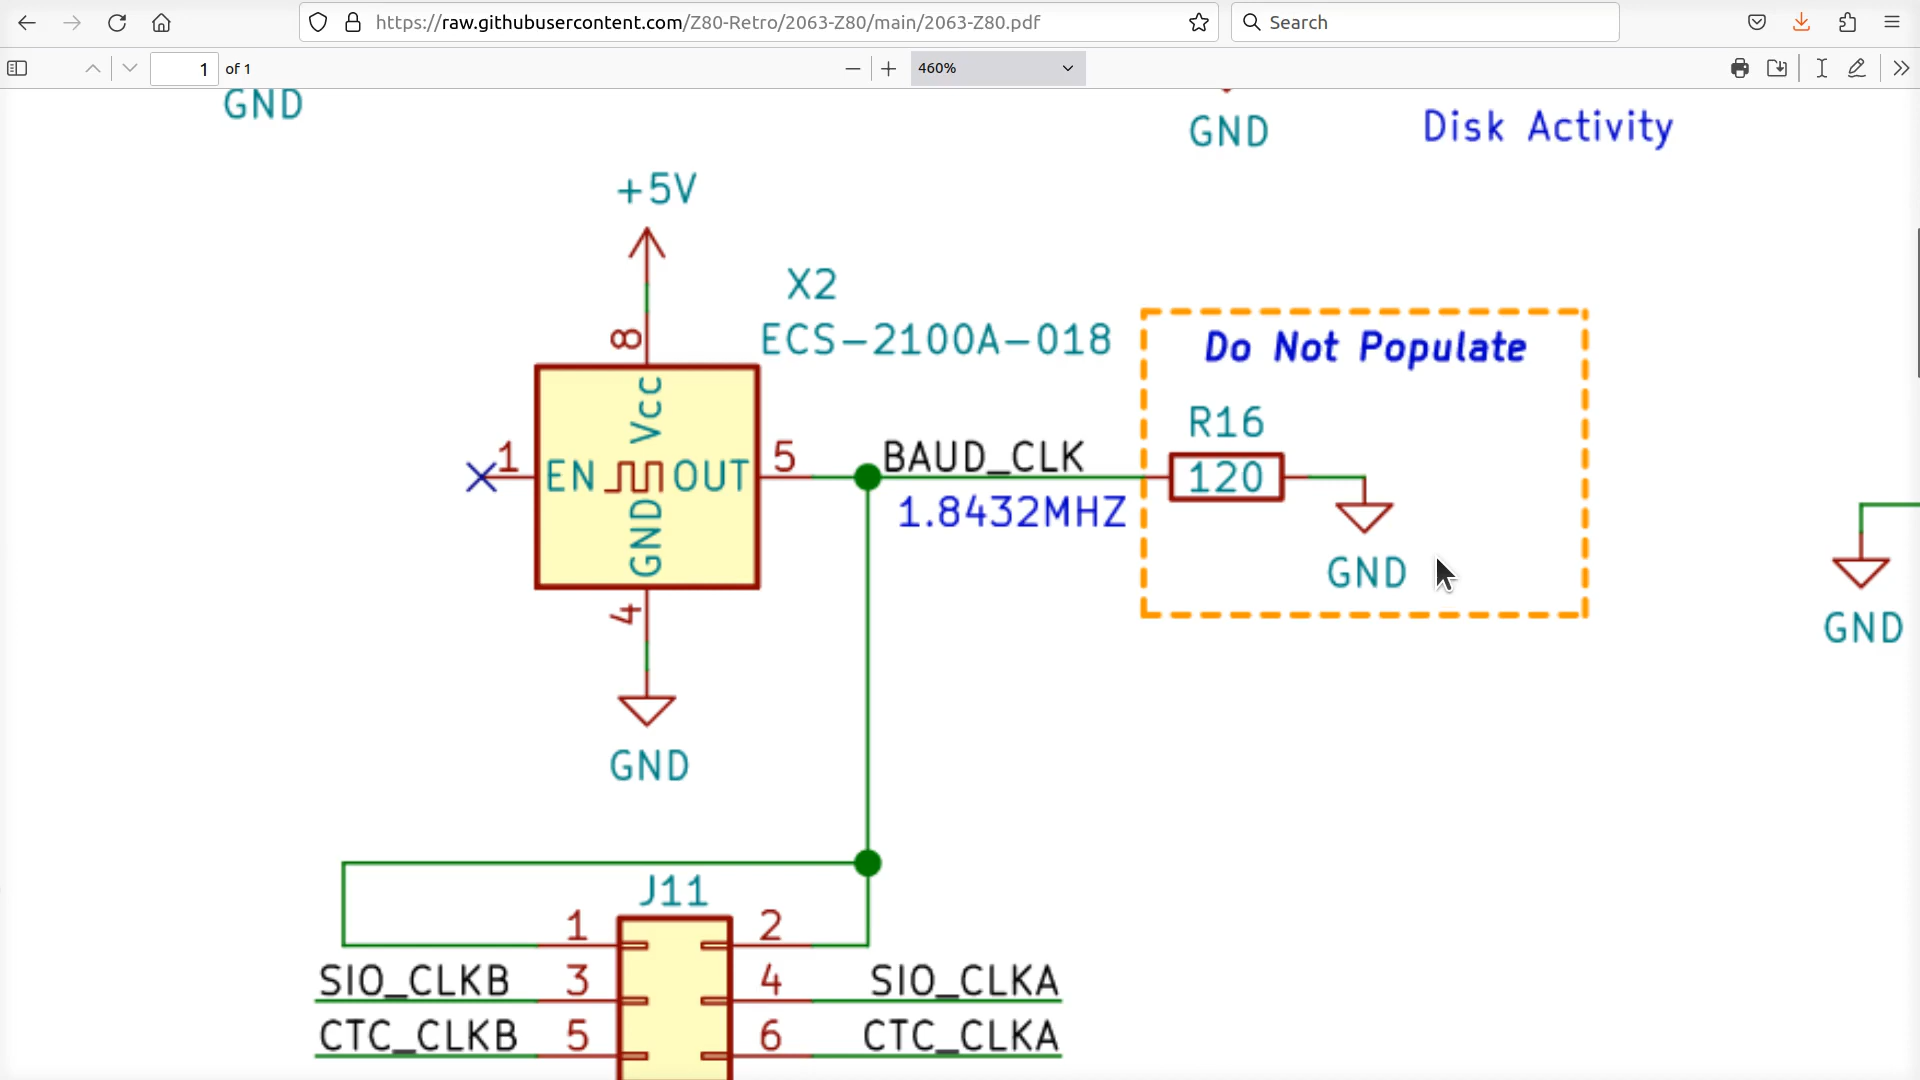 https://raw.githubusercontent.com/Z80-Retro/2063-Z80/main/2063-Z80.pdf
Search
1 of 1
460%
GND
GND
Disk Activity
+5V
X2
ECS-2100A-018
8
Do Not Populate
Vcc
R16
1 EN OUT 5
BAUD_CLK
120
1.8432MHZ
GND
GND
4
GND
GND
J11
1 2
SIO_CLKB 3 4 SIO_CLKA
CTC_CLKB 5 6 CTC_CLKA